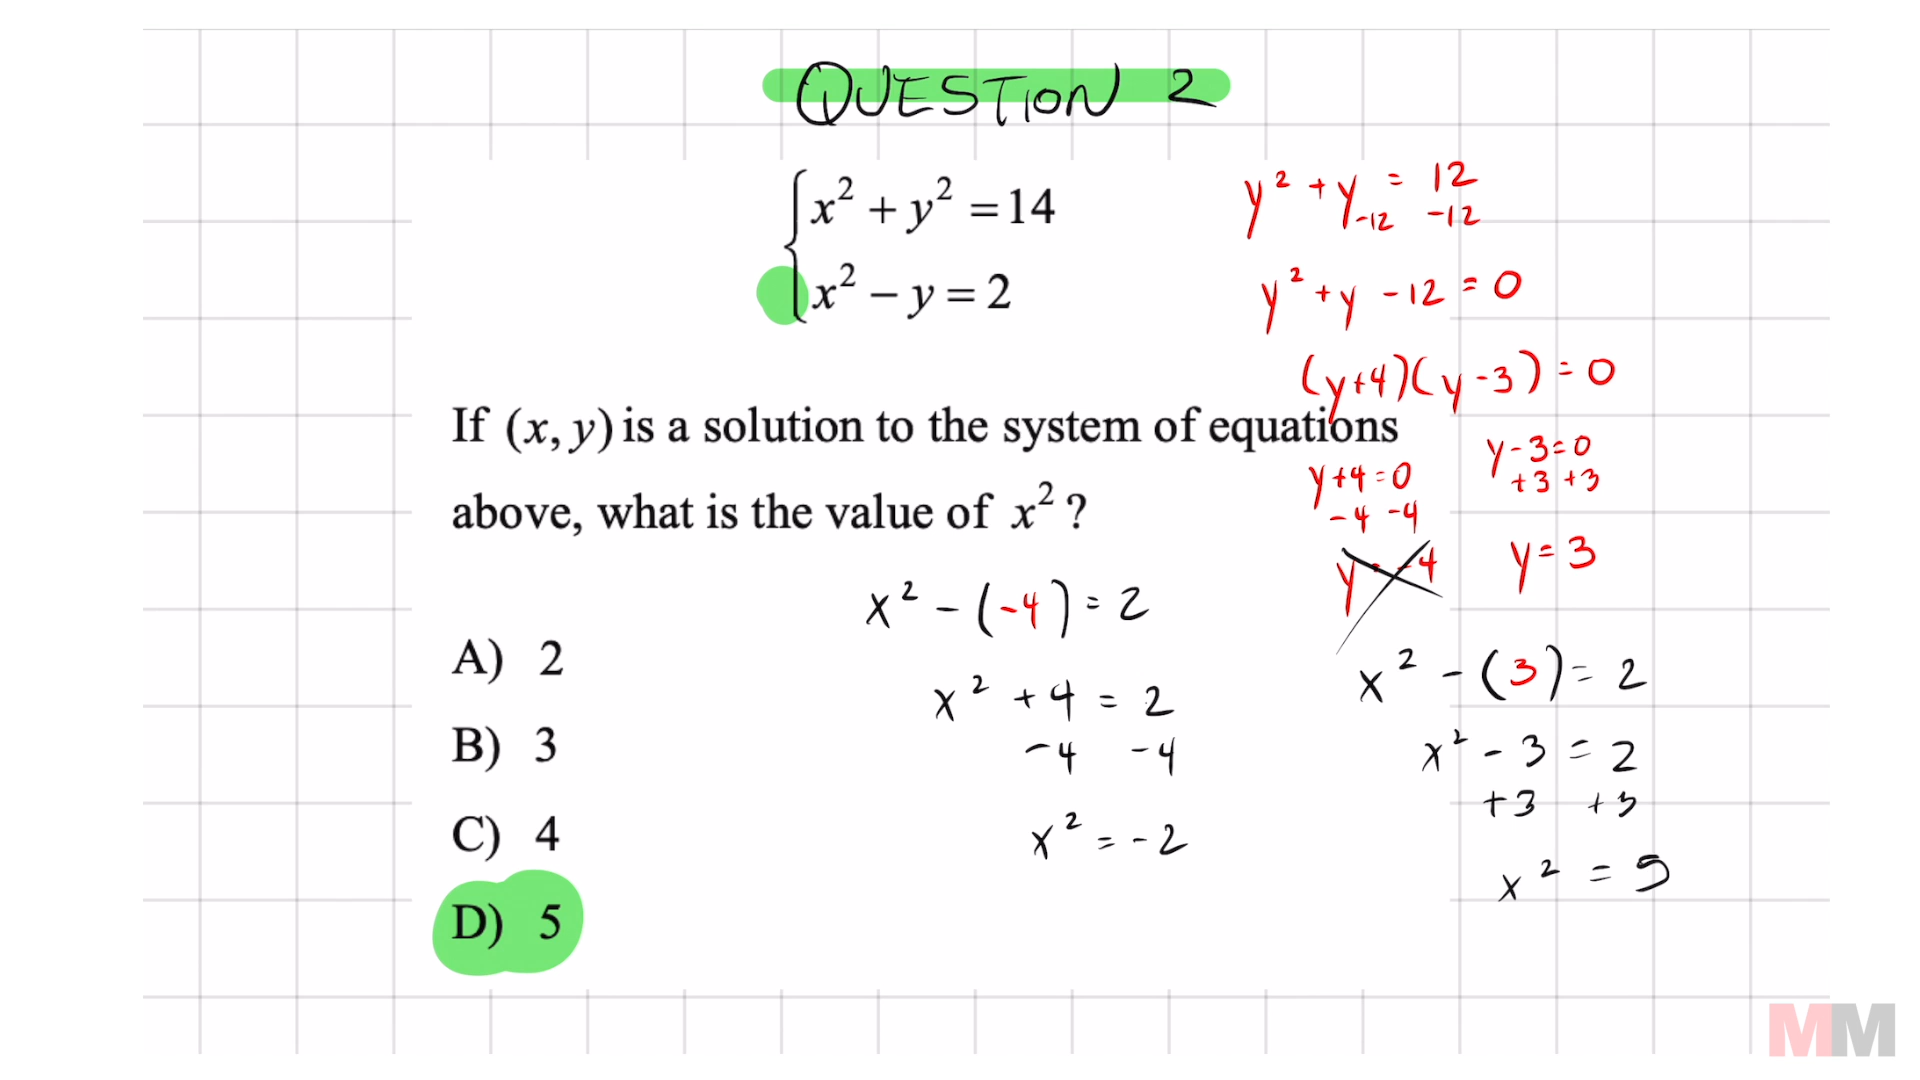 QUESTION 2
x² + y² = 14
x² − y = 2
If (x, y) is a solution to the system of equations
above, what is the value of x² ?
A) 2
B) 3
C) 4
D) 5
y² + y = 12
-12 -12
y² + y - 12 = 0
(y+4)(y-3) = 0
y+4=0
-4 -4
y = -4
y-3=0
+3 +3
y = 3
x² - (-4) = 2
x² + 4 = 2
-4 -4
x² = -2
x² - (3) = 2
x² - 3 = 2
+3 +3
x² = 5
MM